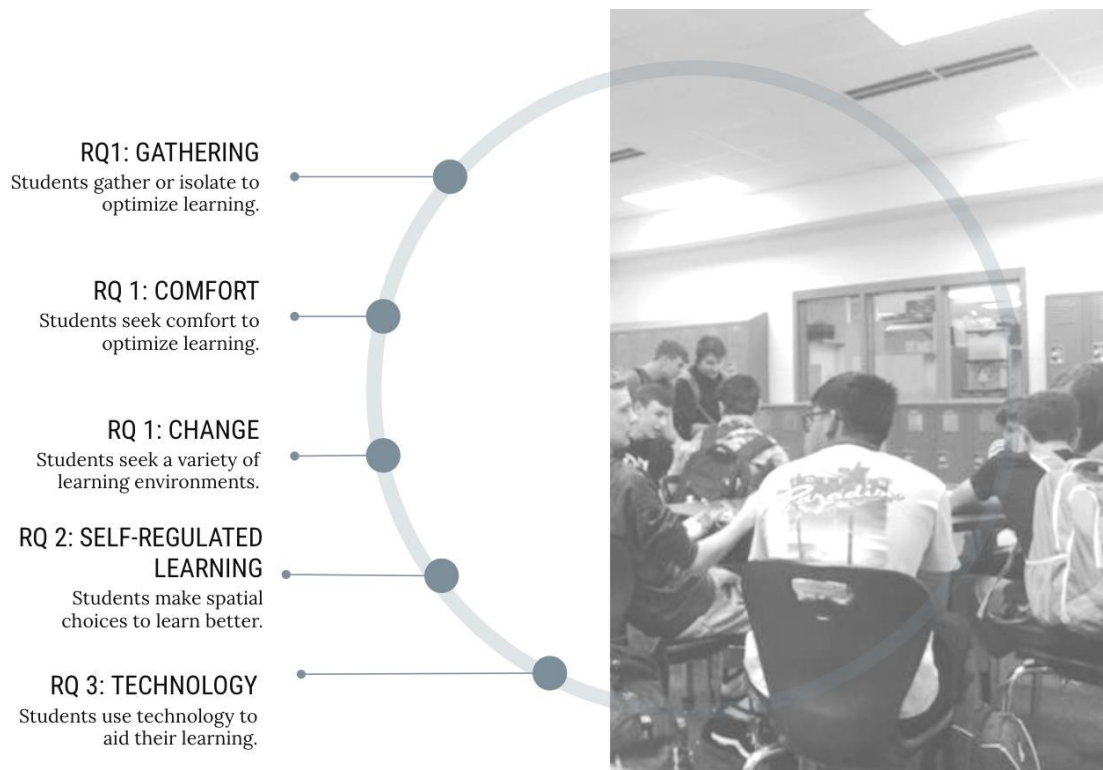 RQ1: GATHERING
Students gather or isolate to
optimize learning.
RQ 1: COMFORT
Students seek comfort to
optimize learning.
RQ 1: CHANGE
Students seek a variety of
learning environments.
RQ 2: SELF-REGULATED
LEARNING
Students make spatial
choices to learn better.
RQ 3: TECHNOLOGY
Students use technology to
aid their learning.
Paradise